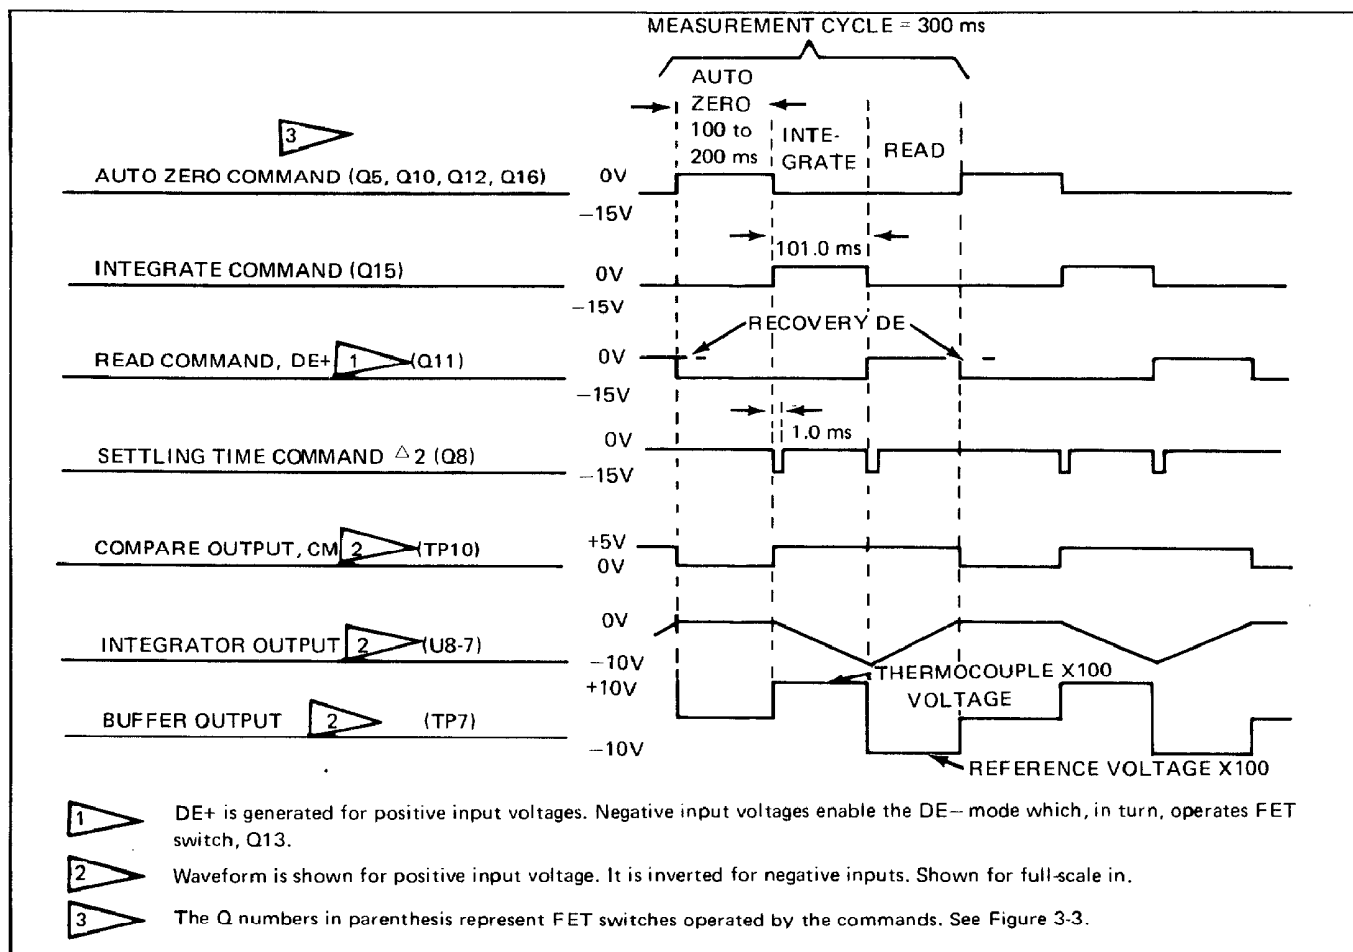 MEASUREMENT CYCLE = 300 ms
AUTO
ZERO
100 to
200 ms
INTE-
GRATE
READ
3
AUTO ZERO COMMAND (Q5, Q10, Q12, Q16)
0V
−15V
101.0 ms
INTEGRATE COMMAND (Q15)
0V
−15V
RECOVERY DE
READ COMMAND, DE+ 1 (Q11)
0V
−15V
1.0 ms
SETTLING TIME COMMAND △2 (Q8)
0V
−15V
COMPARE OUTPUT, CM 2 (TP10)
+5V
0V
INTEGRATOR OUTPUT 2 (U8-7)
0V
−10V
THERMOCOUPLE X100
VOLTAGE
BUFFER OUTPUT 2 (TP7)
+10V
−10V
REFERENCE VOLTAGE X100
1 DE+ is generated for positive input voltages. Negative input voltages enable the DE− mode which, in turn, operates FET
switch, Q13.
2 Waveform is shown for positive input voltage. It is inverted for negative inputs. Shown for full-scale in.
3 The Q numbers in parenthesis represent FET switches operated by the commands. See Figure 3-3.